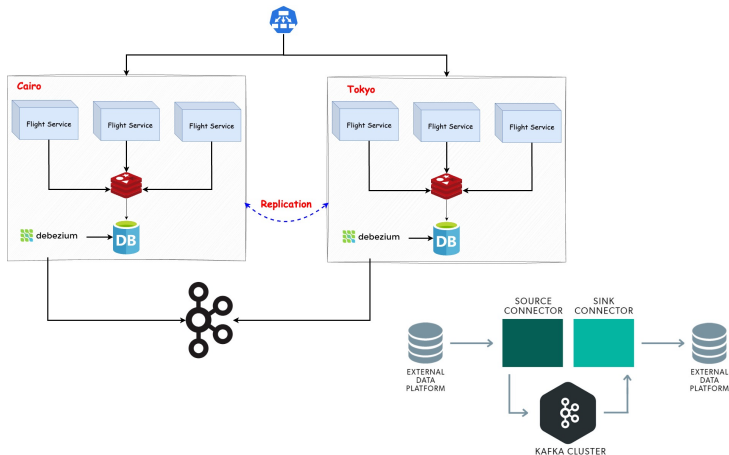 Cairo
Flight Service
Flight Service
Flight Service
debezium
DB
Replication
Tokyo
Flight Service
Flight Service
Flight Service
debezium
DB
SOURCE
CONNECTOR
SINK
CONNECTOR
EXTERNAL
DATA
PLATFORM
EXTERNAL
DATA
PLATFORM
KAFKA CLUSTER